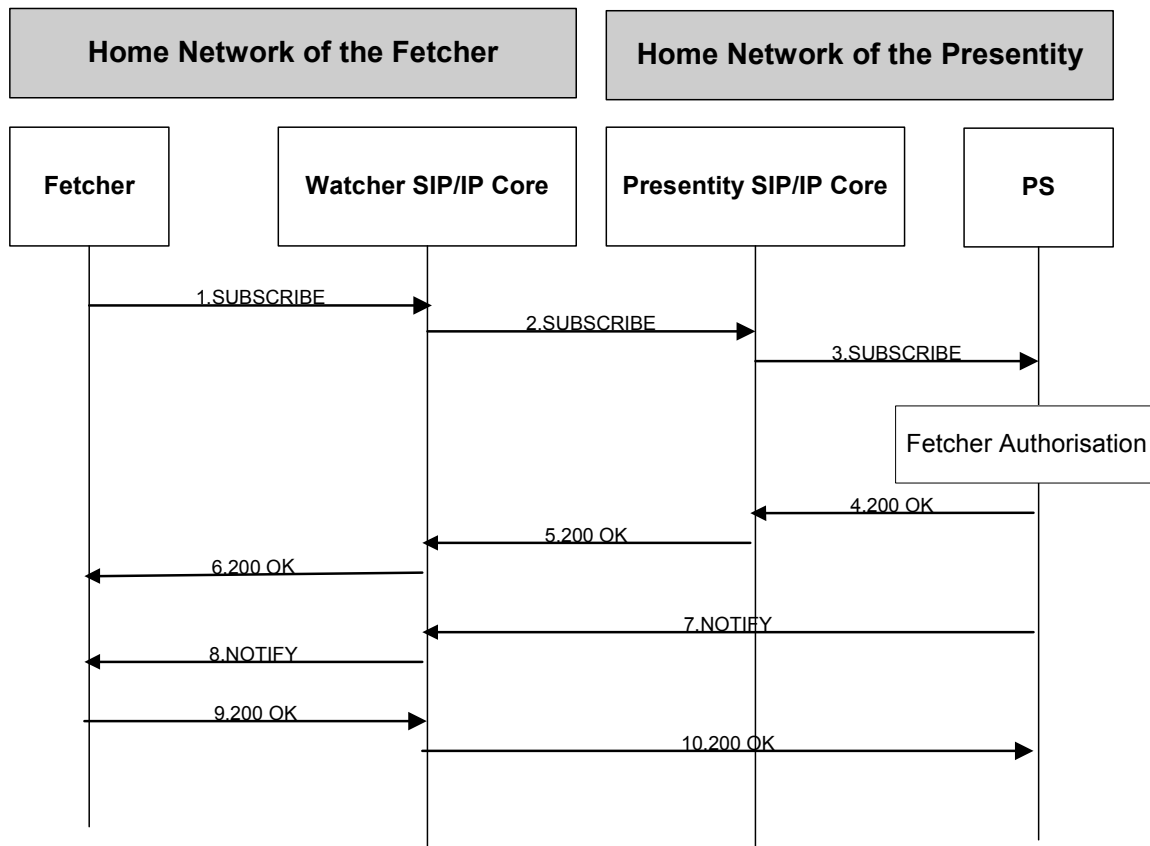 Home Network of the Fetcher
Home Network of the Presentity
Fetcher
Watcher SIP/IP Core
Presentity SIP/IP Core
PS
1.SUBSCRIBE
2.SUBSCRIBE
3.SUBSCRIBE
Fetcher Authorisation
4.200 OK
5.200 OK
6.200 OK
7.NOTIFY
8.NOTIFY
9.200 OK
10.200 OK